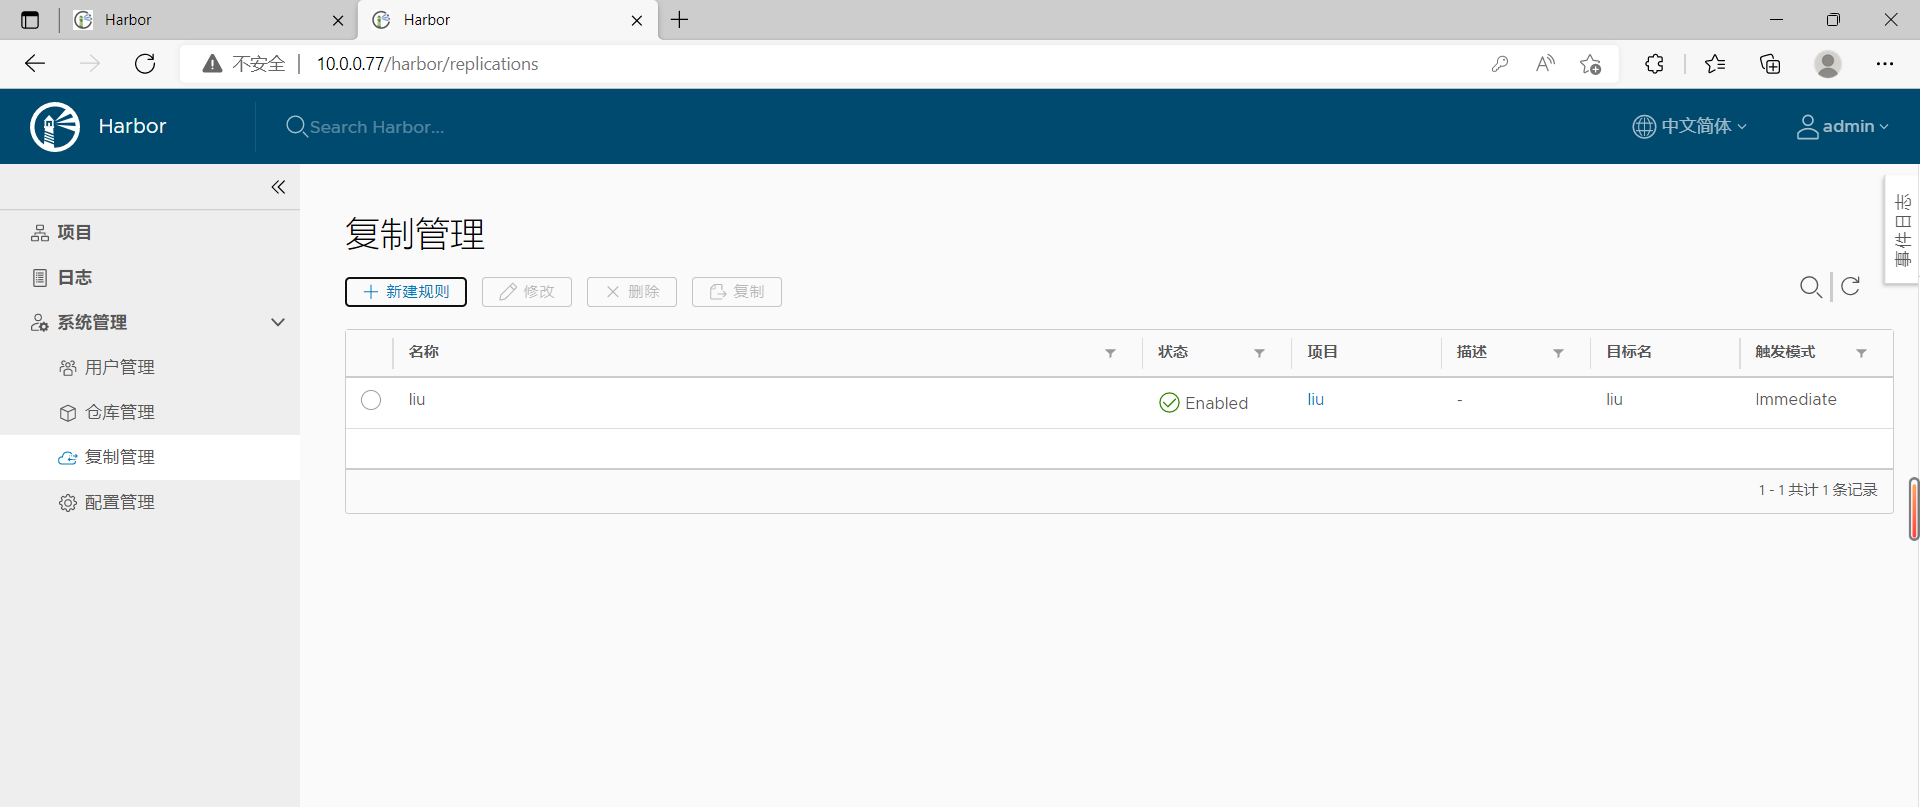 Harbor
Harbor
不安全
10.0.0.77/harbor/replications
Harbor
Search Harbor...
中文简体
admin
项目
日志
系统管理
用户管理
仓库管理
复制管理
配置管理
复制管理
新建规则
修改
删除
复制
事件日志
名称
状态
项目
描述
目标名
触发模式
liu
Enabled
liu
-
liu
Immediate
1 - 1 共计 1 条记录